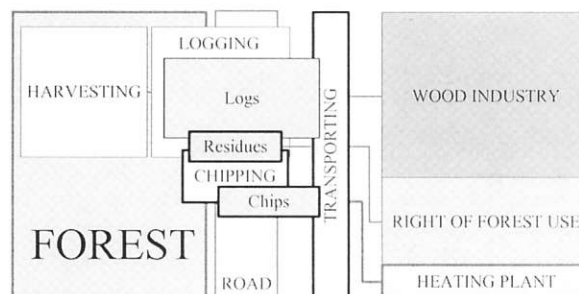 LOGGING
HARVESTING
Logs
WOOD INDUSTRY
TRANSPORTING
Residues
CHIPPING
Chips
RIGHT OF FOREST USE
FOREST
ROAD
HEATING PLANT